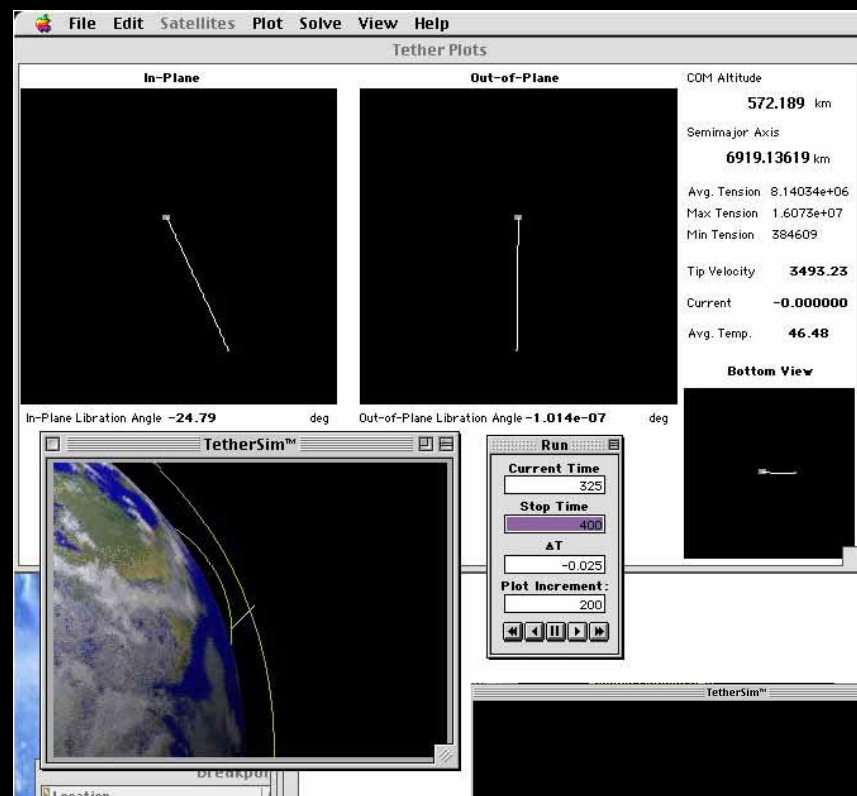 File Edit Satellites Plot Solve View Help
Tether Plots
In-Plane
Out-of-Plane
COM Altitude
572.189 km
Semimajor Axis
6919.13619 km
Avg. Tension 8.14034e+06
Max Tension 1.6073e+07
Min Tension 384609
Tip Velocity 3493.23
Current -0.000000
Avg. Temp. 46.48
Bottom View
In-Plane Libration Angle -24.79 deg
Out-of-Plane Libration Angle -1.014e-07 deg
TetherSim™
Run
Current Time
325
Stop Time
400
ΔT
-0.025
Plot Increment:
200
TetherSim™
Breakpoi
Location